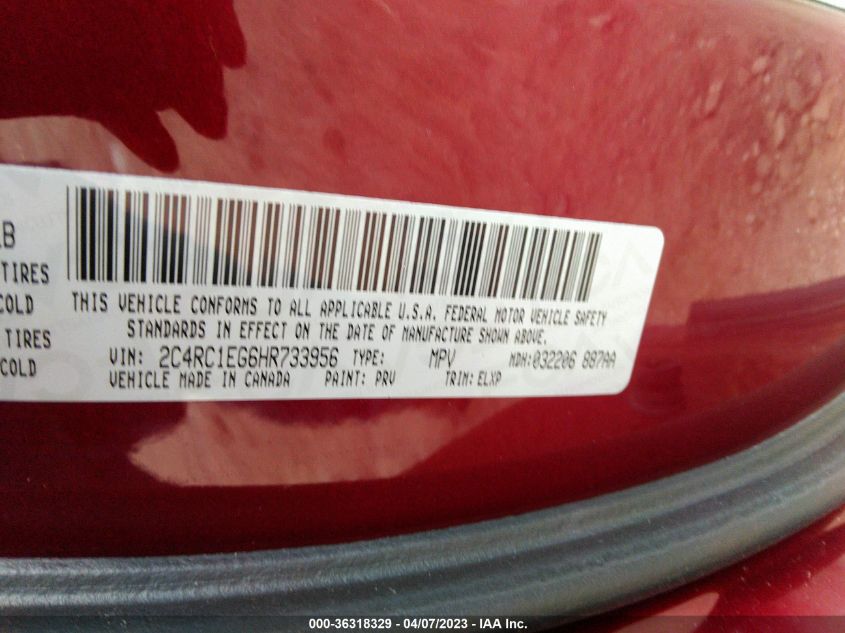 LB
TIRES
COLD
TIRES
COLD
THIS VEHICLE CONFORMS TO ALL APPLICABLE U.S.A. FEDERAL MOTOR VEHICLE SAFETY
STANDARDS IN EFFECT ON THE DATE OF MANUFACTURE SHOWN ABOVE.
VIN: 2C4RC1EG6HR733956 TYPE: MPV MDH:032206 887AA
VEHICLE MADE IN CANADA PAINT: PRV TRIM: ELXP
000-36318329 - 04/07/2023 - IAA Inc.